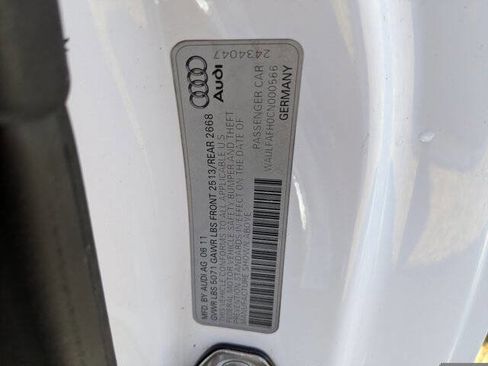 Audi
2434047
MFD. BY AUDI AG 06 11
GVWR LBS 5071 GAWR LBS FRONT 2513/REAR 2668
THIS VEHICLE CONFORMS TO ALL APPLICABLE U.S.
FEDERAL MOTOR VEHICLE SAFETY BUMPER AND THEFT
PREVENTION STANDARDS IN EFFECT ON THE DATE OF
MANUFACTURE SHOWN ABOVE
PASSENGER CAR
WAULFAFH0CN000566
GERMANY